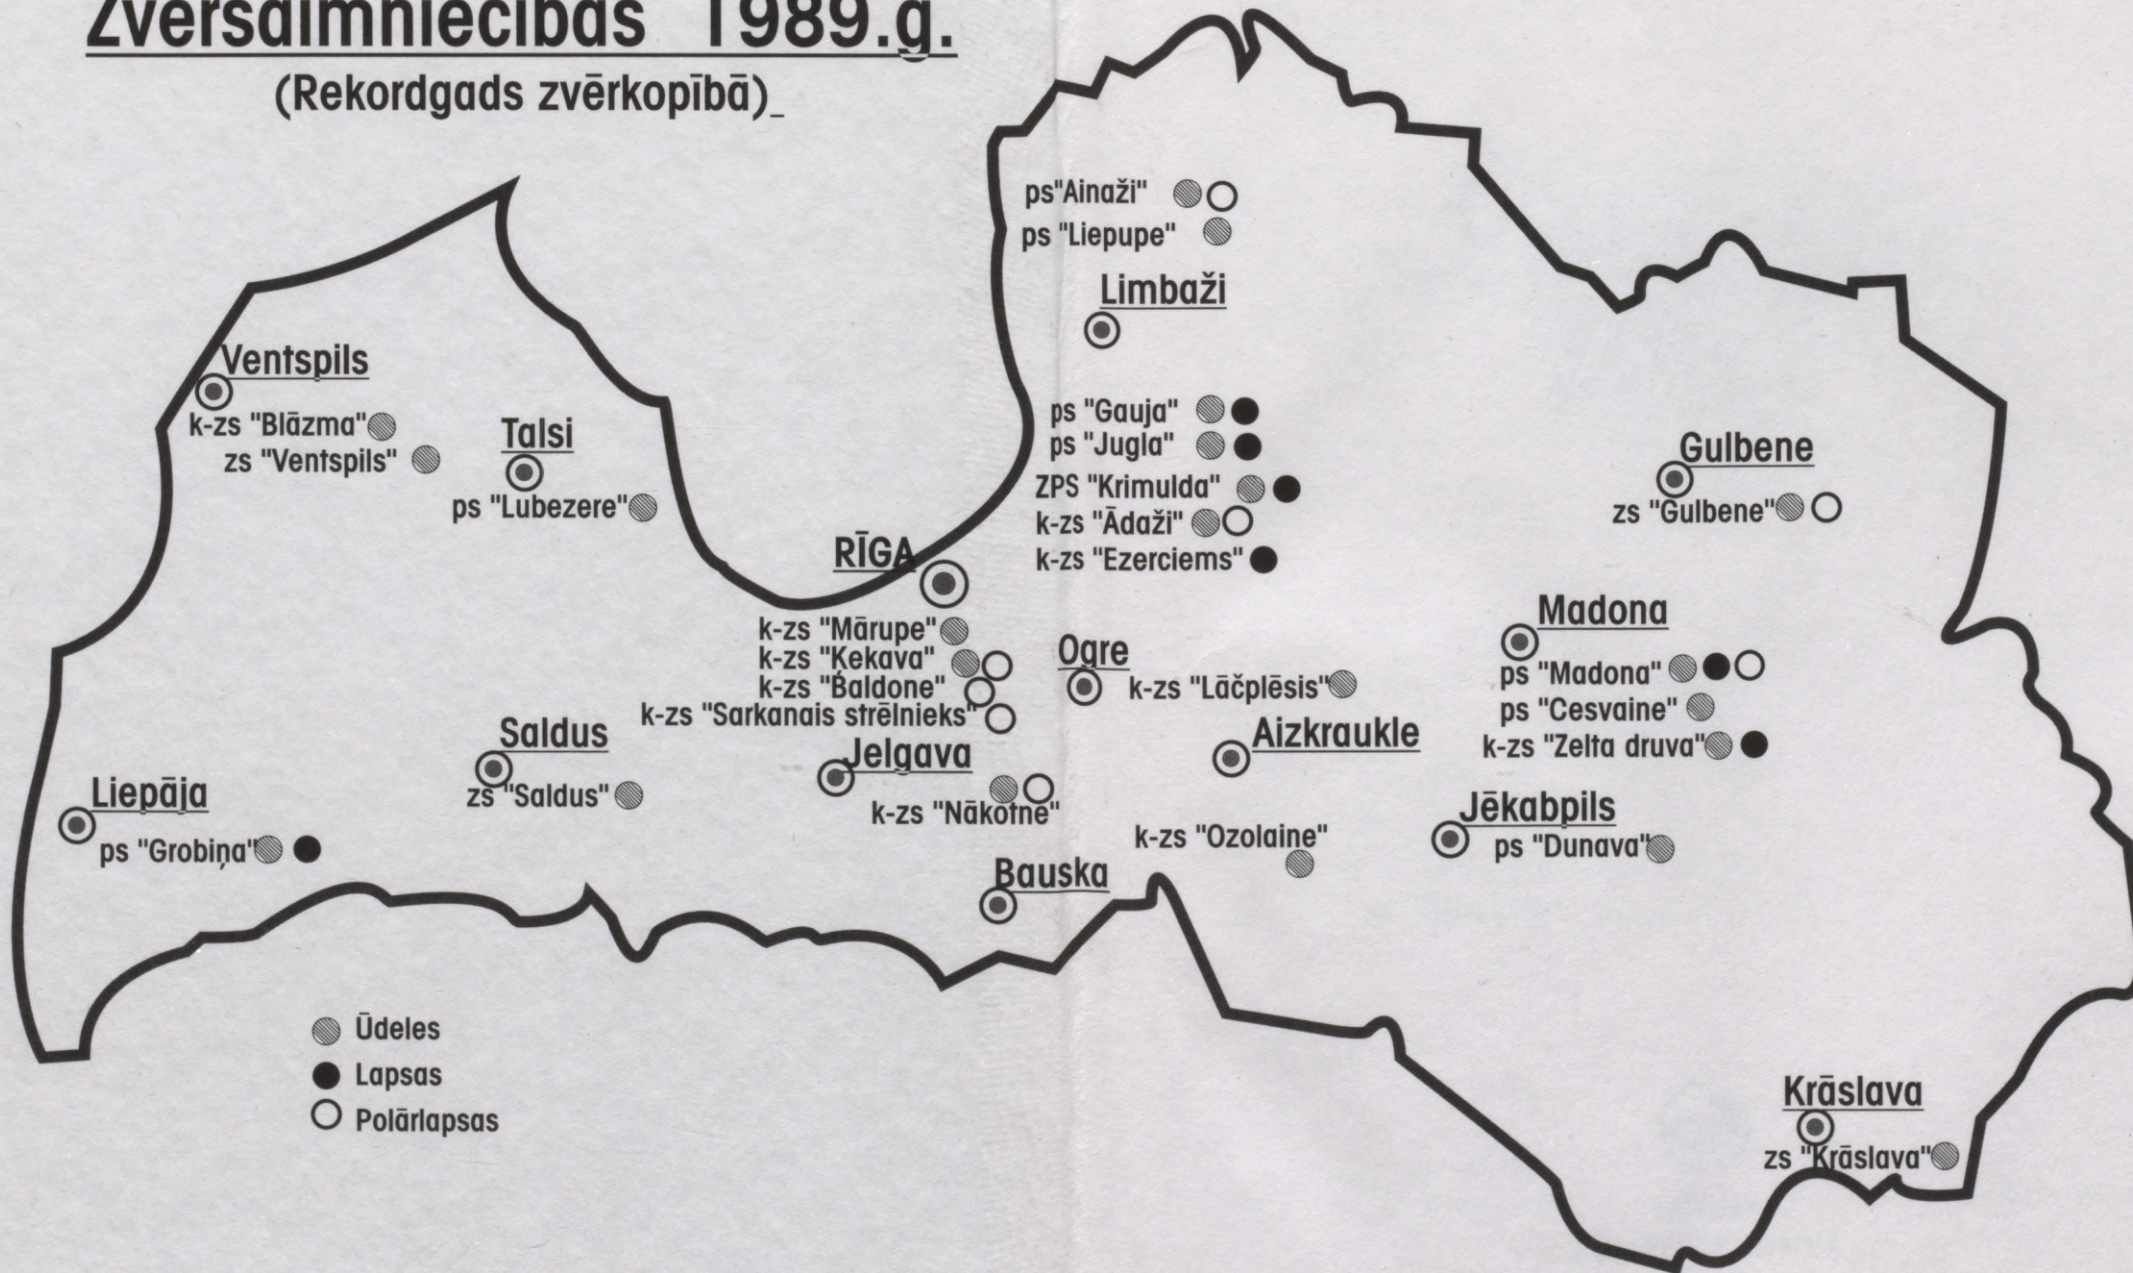 Zvērsaimniecības 1989.g.
(Rekordgads zvērkopībā)_
ps"Ainaži"
ps "Liepupe"
Limbaži
Ventspils
k-zs "Blāzma"
zs "Ventspils"
Talsi
ps "Lubezere"
ps "Gauja"
ps "Jugla"
ZPS "Krimulda"
k-zs "Ādaži"
k-zs "Ezerciems"
Gulbene
zs "Gulbene"
RĪGA
k-zs "Mārupe"
k-zs "Ķekava"
k-zs "Baldone"
k-zs "Sarkanais strēlnieks"
Ogre
k-zs "Lāčplēsis"
Madona
ps "Madona"
ps "Cesvaine"
k-zs "Zelta druva"
Saldus
zs "Saldus"
Jelgava
k-zs "Nākotne"
Aizkraukle
k-zs "Ozolaine"
Liepāja
ps "Grobiņa"
Jēkabpils
ps "Dunava"
Bauska
Ūdeles
Lapsas
Polārlapsas
Krāslava
zs "Krāslava"